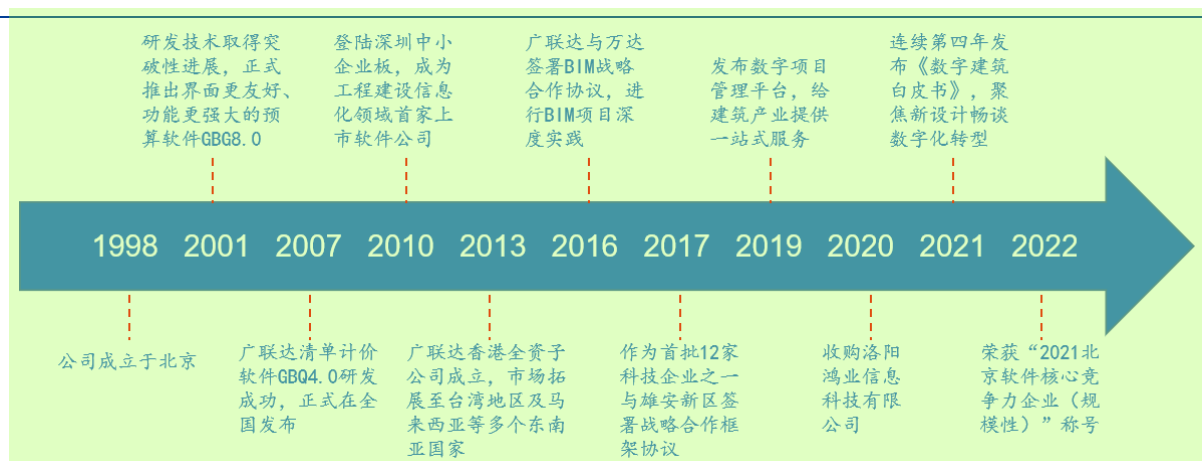 研发技术取得突
破性进展，正式
推出界面更友好、
功能更强大的预
算软件GBG8.0
登陆深圳中小
企业板，成为
工程建设信息
化领域首家上
市软件公司
广联达与万达
签署BIM战略
合作协议，进
行BIM项目深
度实践
发布数字项目
管理平台，给
建筑产业提供
一站式服务
连续第四年发
布《数字建筑
白皮书》，聚
焦新设计畅谈
数字化转型
1998 2001 2007 2010 2013 2016 2017 2019 2020 2021 2022
公司成立于北京
广联达清单计价
软件GBQ4.0研发
成功，正式在全
国发布
广联达香港全资子
公司成立，市场拓
展至台湾地区及马
来西亚等多个东南
亚国家
作为首批12家
科技企业之一
与雄安新区签
署战略合作框
架协议
收购洛阳
鸿业信息
科技有限
公司
荣获“2021北
京软件核心竞
争力企业（规
模性）”称号